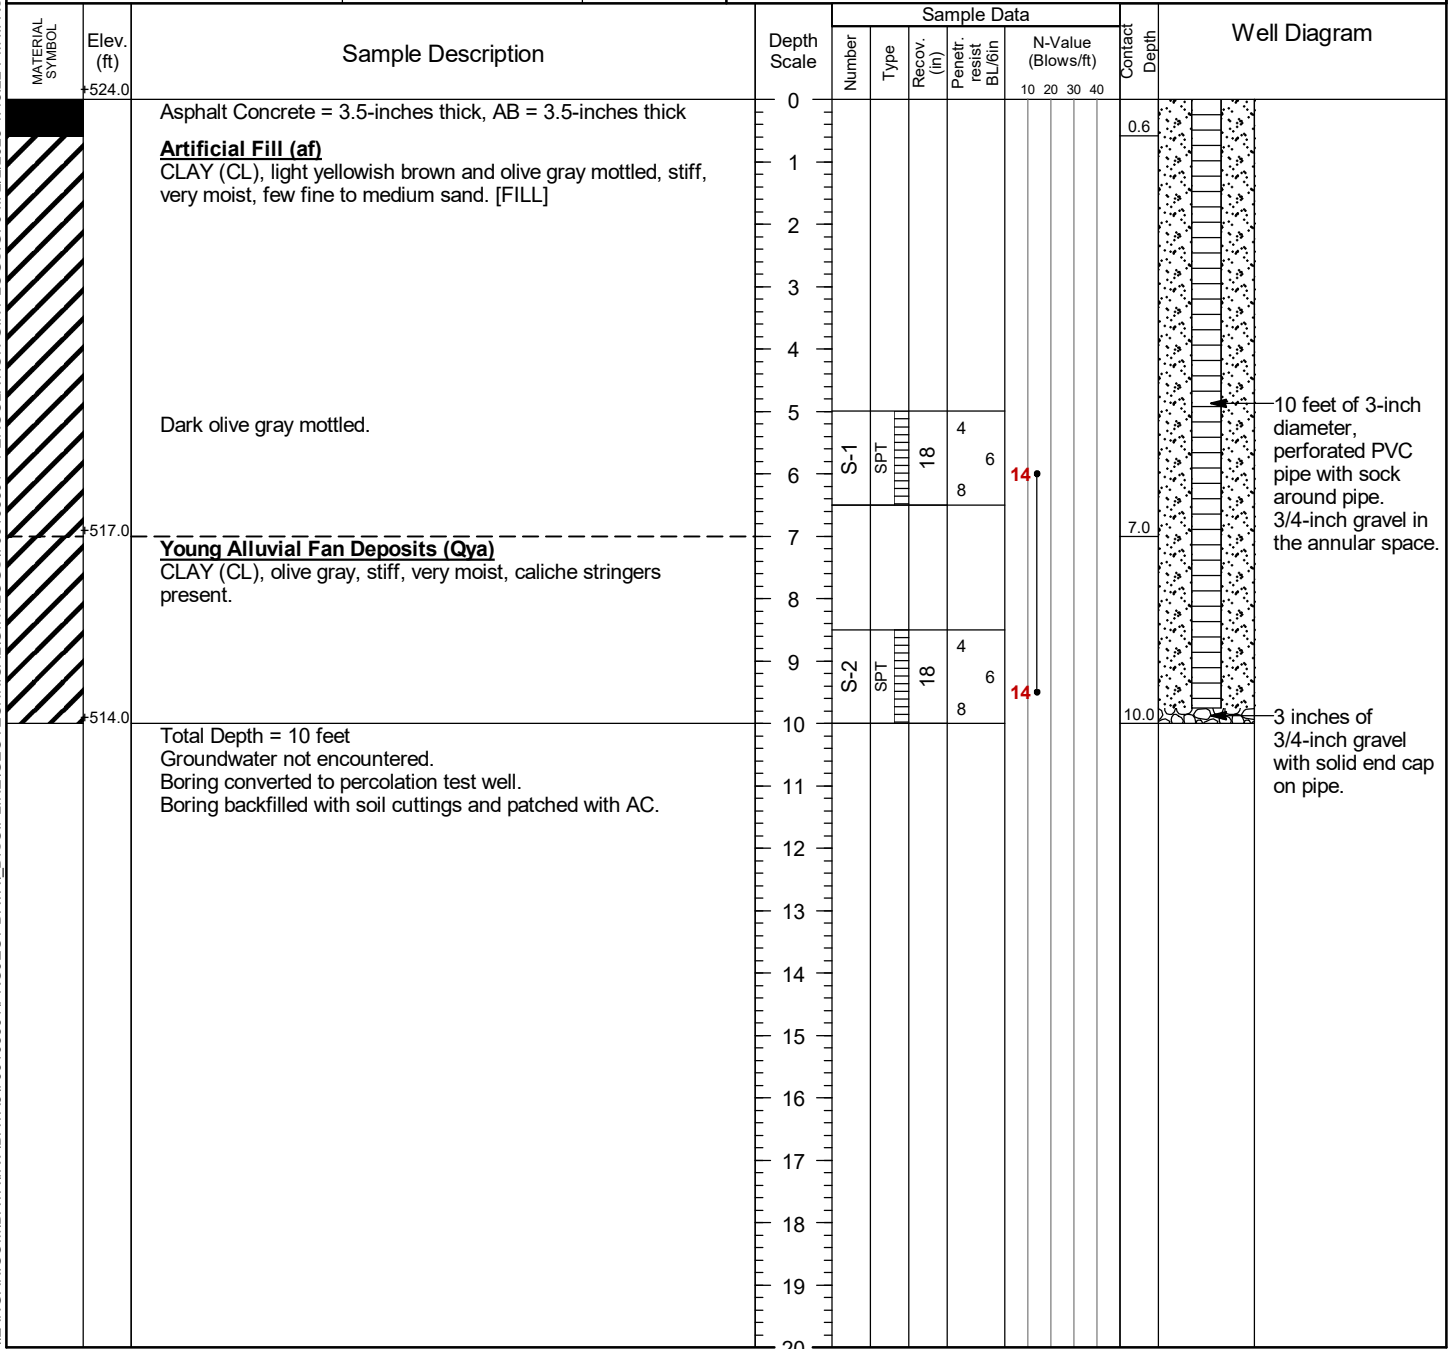 MATERIAL
SYMBOL
Elev.
(ft)
+524.0
Sample Description
Depth
Scale
Sample Data
Number
Type
Recov.
(in)
Penetr.
resist
BL/6in
N-Value
(Blows/ft)
10 20 30 40
Contact
Depth
Well Diagram
0
Asphalt Concrete = 3.5-inches thick, AB = 3.5-inches thick
0.6
Artificial Fill (af)
CLAY (CL), light yellowish brown and olive gray mottled, stiff,
very moist, few fine to medium sand. [FILL]
1
2
3
4
5
Dark olive gray mottled.
S-1
SPT
18
4
6
8
14
6
10 feet of 3-inch
diameter,
perforated PVC
pipe with sock
around pipe.
3/4-inch gravel in
the annular space.
+517.0
7
7.0
Young Alluvial Fan Deposits (Qya)
CLAY (CL), olive gray, stiff, very moist, caliche stringers
present.
8
9
S-2
SPT
18
4
6
8
14
+514.0
10
10.0
3 inches of
3/4-inch gravel
with solid end cap
on pipe.
Total Depth = 10 feet
Groundwater not encountered.
Boring converted to percolation test well.
Boring backfilled with soil cuttings and patched with AC.
11
12
13
14
15
16
17
18
19
20